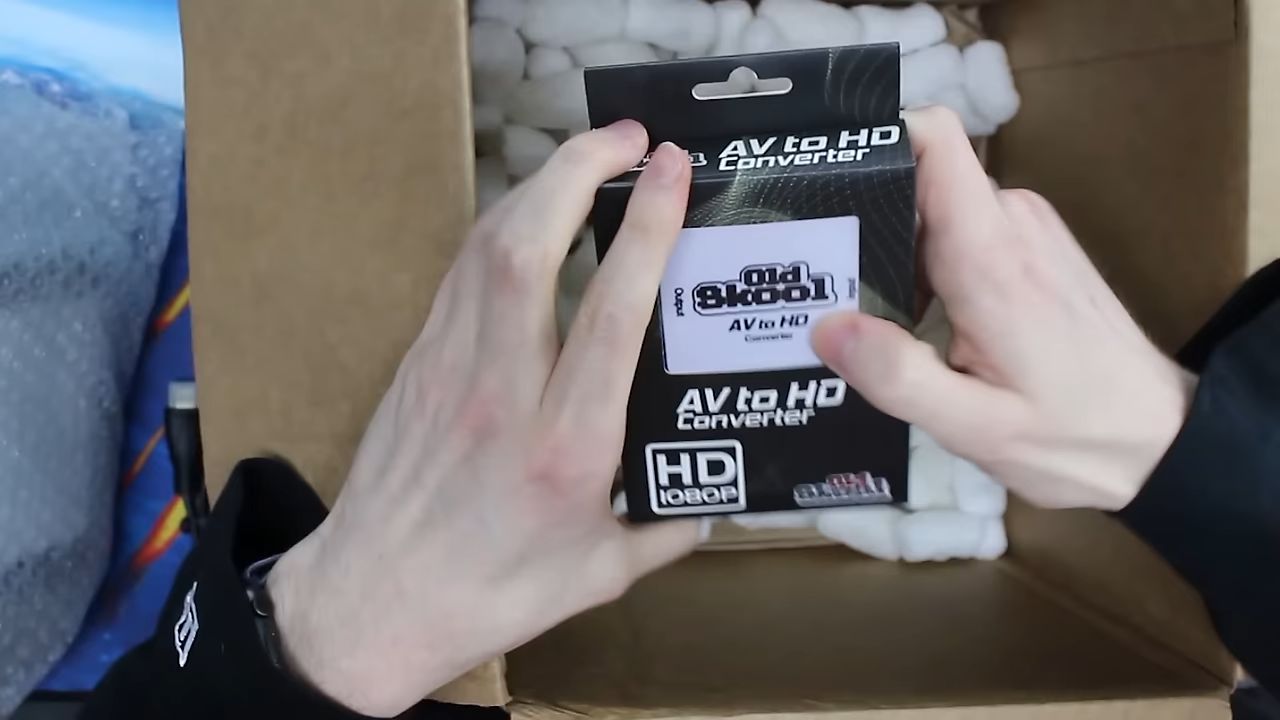 AV to HD
Converter
Old
Skool
Output
AV to HD
Converter
AV to HD
Converter
HD
1080P